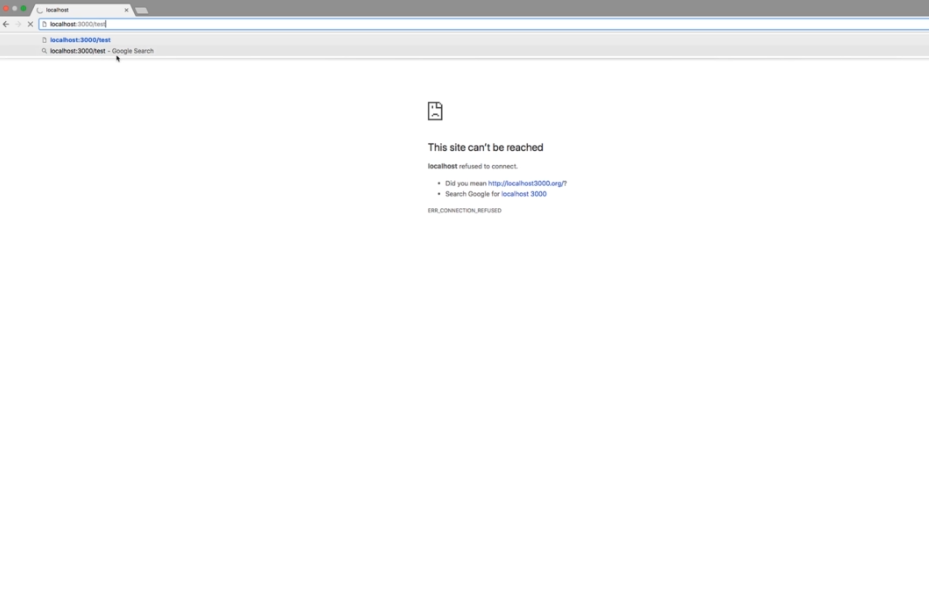 localhost
localhost:3000/test
localhost:3000/test
localhost:3000/test - Google Search
This site can't be reached
localhost refused to connect.
• Did you mean http://localhost3000.org/?
• Search Google for localhost 3000
ERR_CONNECTION_REFUSED